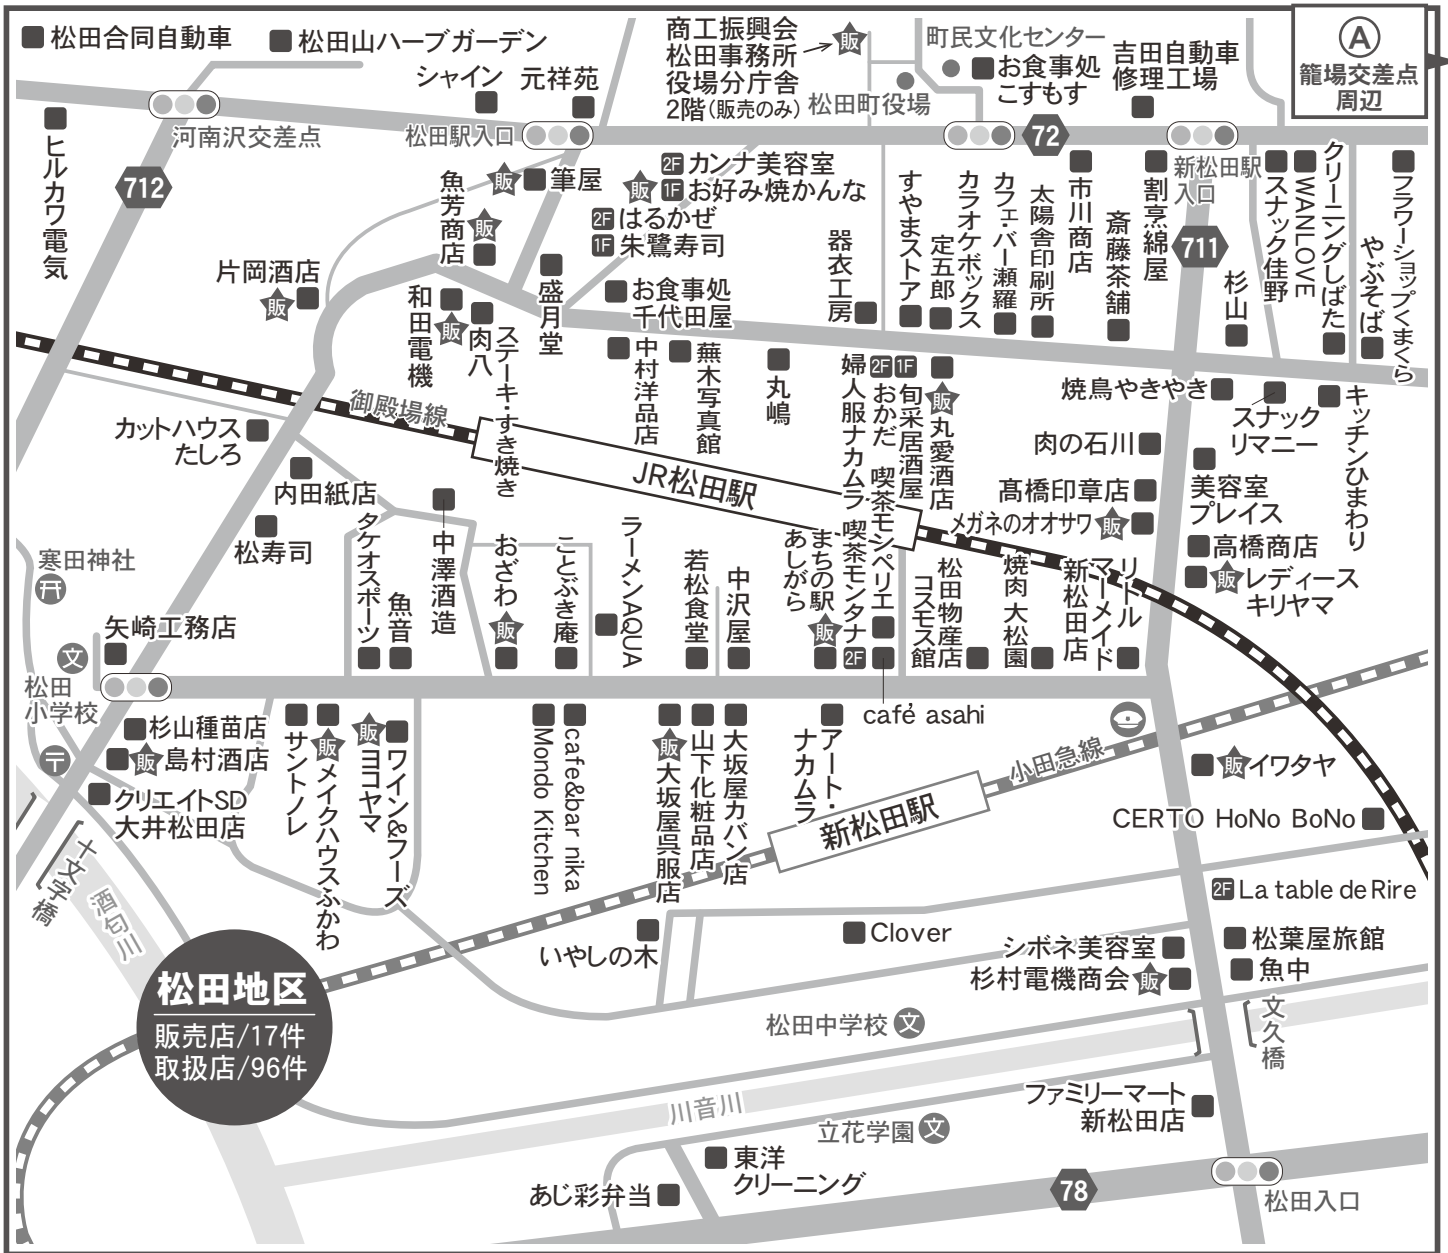 松田合同自動車
松田山ハーブガーデン
シャイン
元祥苑
商工振興会
松田事務所
役場分庁舎
2階(販売のみ)
販
町民文化センター
松田町役場
お食事処
こすもす
吉田自動車
修理工場
A
籠場交差点
周辺
河南沢交差点
松田駅入口
72
新松田駅
入口
ヒルカワ電気
712
711
魚芳商店
販
販
筆屋
販
2F カンナ美容室
1F お好み焼かんな
2F はるかぜ
1F 朱鷺寿司
片岡酒店
販
和田電機
販
肉八
ステーキ・すき焼き
盛月堂
お食事処
千代田屋
中村洋品店
蕪木写真館
丸嶋
器衣工房
すやまストア
定五郎
カラオケボックス
カフェ・バー瀬羅
太陽舎印刷所
市川商店
斎藤茶舗
割烹綿屋
杉山
スナック佳野
WANLOVE
クリーニングしばた
やぶそば
フラワーショップくまくら
御殿場線
JR松田駅
カットハウス
たしろ
内田紙店
松寿司
婦人服ナカムラ
2F
おかだ
1F
旬采居酒屋
販
丸愛酒店
焼鳥やきやき
スナック
リマニー
キッチンひまわり
肉の石川
髙橋印章店
メガネのオオサワ
販
美容室
プレイス
高橋商店
販
レディース
キリヤマ
寒田神社
矢崎工務店
文
松田
小学校
タケオスポーツ
魚音
中澤酒造
おざわ
販
ことぶき庵
ラーメンAQUA
若松食堂
中沢屋
まちの駅
あしがら
販
喫茶モンタナ
2F
喫茶モンペリエ
café asahi
松田物産店
コスモス館
焼肉 大松園
リトル
マーメイド
新松田店
杉山種苗店
販
島村酒店
クリエイトSD
大井松田店
サントノレ
販
メイクハウスふかわ
販
ヨコヤマ
ワイン&フーズ
Mondo Kitchen
cafe&bar nika
販
大坂屋呉服店
山下化粧品店
大坂屋カバン店
アート・
ナカムラ
新松田駅
小田急線
販
イワタヤ
CERTO HoNo BoNo
2F La table de Rire
十文字橋
酒匂川
いやしの木
Clover
シボネ美容室
杉村電機商会
販
松葉屋旅館
魚中
松田地区
販売店/17件
取扱店/96件
松田中学校
文
文久橋
川音川
立花学園
文
ファミリーマート
新松田店
東洋
クリーニング
あじ彩弁当
78
松田入口